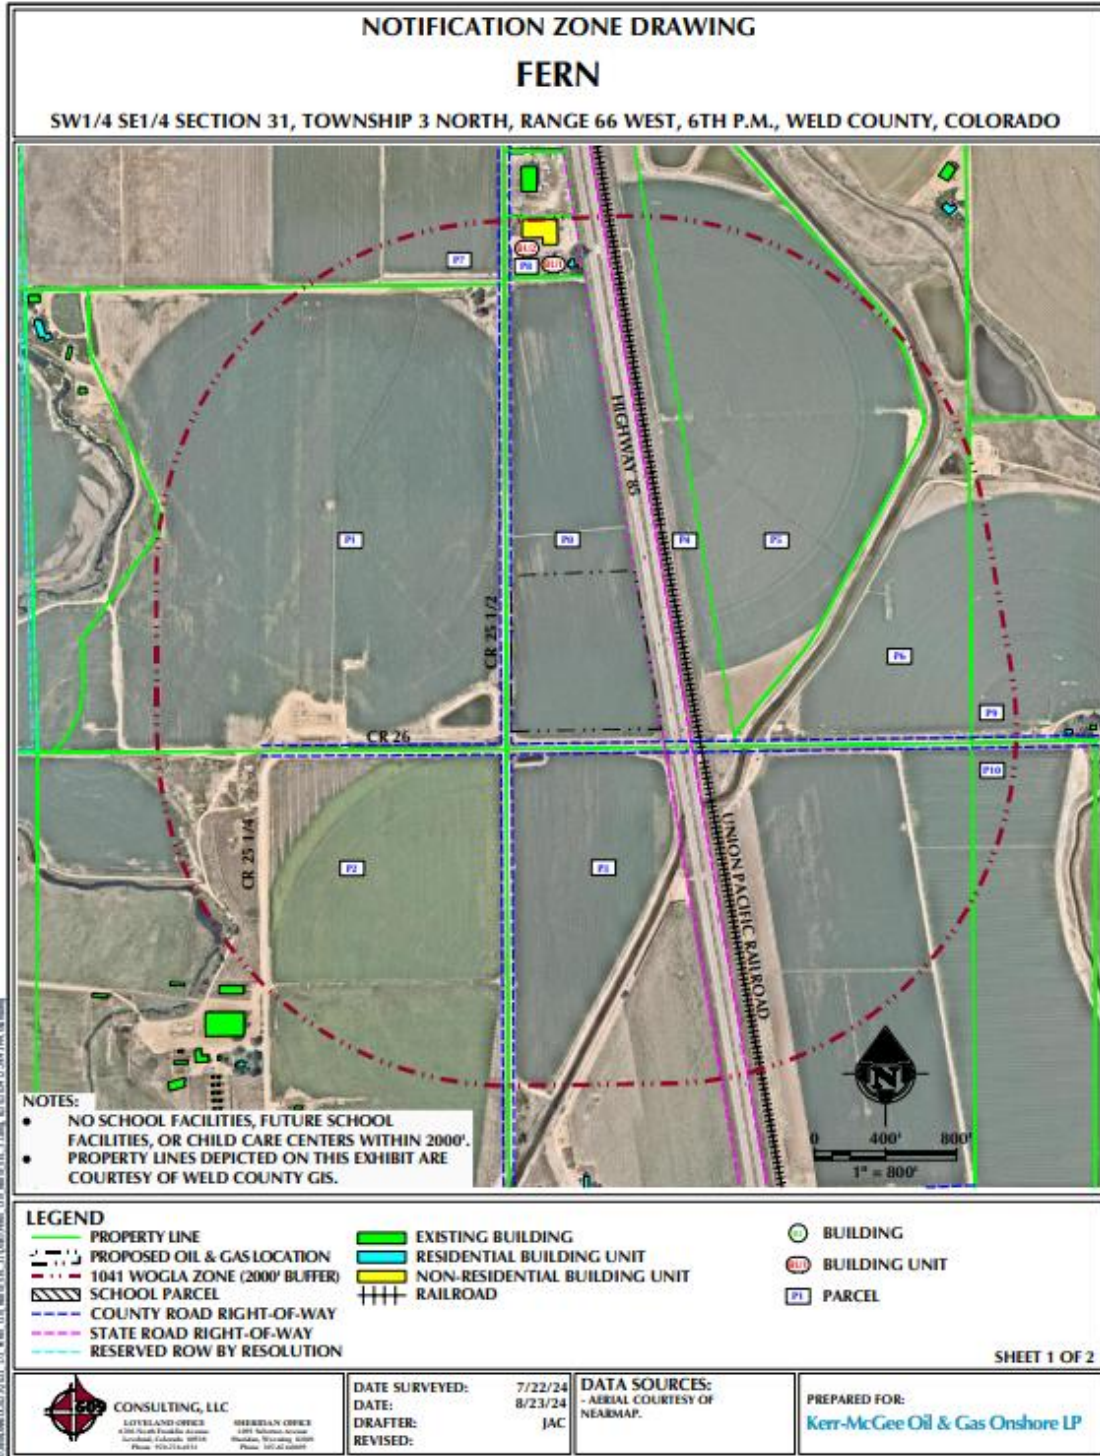 NOTIFICATION ZONE DRAWING
FERN
SW1/4 SE1/4 SECTION 31, TOWNSHIP 3 NORTH, RANGE 66 WEST, 6TH P.M., WELD COUNTY, COLORADO
P7
BU2
BU1
HIGHWAY 85
P1
P4
P5
CR 25 1/2
P6
P9
CR 26
P10
CR 25 1/4
P2
P3
UNION PACIFIC RAILROAD
N
0 400' 800'
1" = 800'
NOTES:
• NO SCHOOL FACILITIES, FUTURE SCHOOL
FACILITIES, OR CHILD CARE CENTERS WITHIN 2000'.
• PROPERTY LINES DEPICTED ON THIS EXHIBIT ARE
COURTESY OF WELD COUNTY GIS.
LEGEND
PROPERTY LINE
PROPOSED OIL & GAS LOCATION
1041 WOGLA ZONE (2000' BUFFER)
SCHOOL PARCEL
COUNTY ROAD RIGHT-OF-WAY
STATE ROAD RIGHT-OF-WAY
RESERVED ROW BY RESOLUTION
EXISTING BUILDING
RESIDENTIAL BUILDING UNIT
NON-RESIDENTIAL BUILDING UNIT
RAILROAD
BUILDING
BU1 BUILDING UNIT
P1 PARCEL
SHEET 1 OF 2
609 CONSULTING, LLC
LOVELAND OFFICE
SHERIDAN OFFICE
DATE SURVEYED: 7/22/24
DATE: 8/23/24
DRAFTER: JAC
REVISED:
DATA SOURCES:
- AERIAL COURTESY OF
NEARMAP.
PREPARED FOR:
Kerr-McGee Oil & Gas Onshore LP